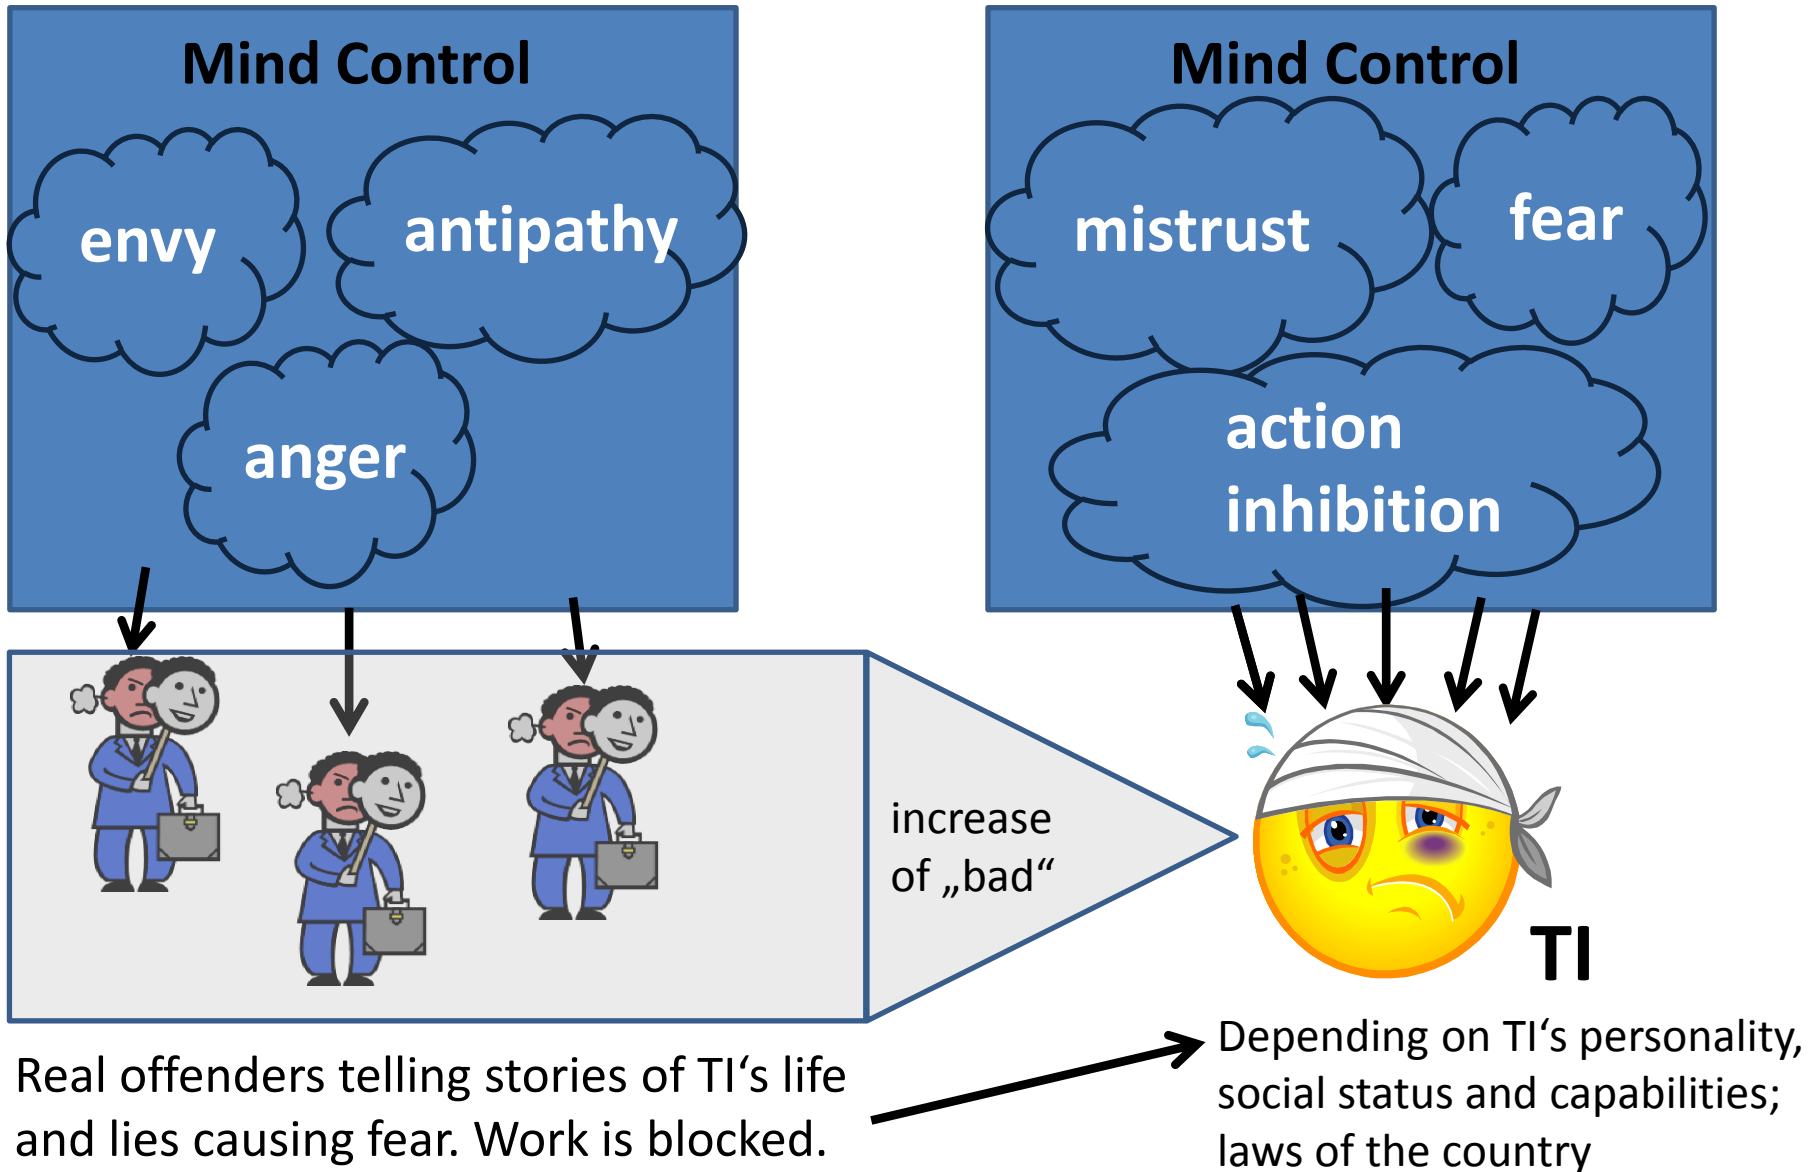 Mind Control
envy
antipathy
anger
Mind Control
mistrust
fear
action
inhibition
increase
of „bad“
TI
Real offenders telling stories of TI‘s life
and lies causing fear. Work is blocked.
Depending on TI‘s personality,
social status and capabilities;
laws of the country